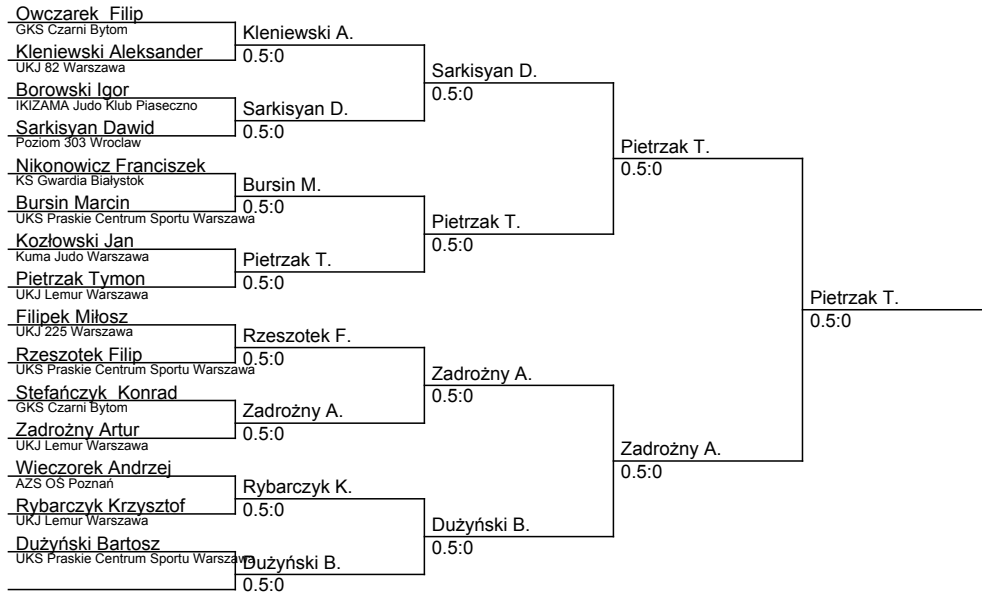 Owczarek  Filip
GKS Czarni Bytom
Kleniewski Aleksander
UKJ 82 Warszawa
Borowski Igor
IKIZAMA Judo Klub Piaseczno
Sarkisyan Dawid
Poziom 303 Wroclaw
Nikonowicz Franciszek
KS Gwardia Białystok
Bursin Marcin
UKS Praskie Centrum Sportu Warszawa
Kozłowski Jan
Kuma Judo Warszawa
Pietrzak Tymon
UKJ Lemur Warszawa
Filipek Miłosz
UKJ 225 Warszawa
Rzeszotek Filip
UKS Praskie Centrum Sportu Warszawa
Stefańczyk  Konrad
GKS Czarni Bytom
Zadrożny Artur
UKJ Lemur Warszawa
Wieczorek Andrzej
AZS OŚ Poznań
Rybarczyk Krzysztof
UKJ Lemur Warszawa
Dużyński Bartosz
UKS Praskie Centrum Sportu Warszawa
Kleniewski A.
0.5:0
Sarkisyan D.
0.5:0
Bursin M.
0.5:0
Pietrzak T.
0.5:0
Rzeszotek F.
0.5:0
Zadrożny A.
0.5:0
Rybarczyk K.
0.5:0
Dużyński B.
0.5:0
Sarkisyan D.
0.5:0
Pietrzak T.
0.5:0
Zadrożny A.
0.5:0
Dużyński B.
0.5:0
Pietrzak T.
0.5:0
Zadrożny A.
0.5:0
Pietrzak T.
0.5:0